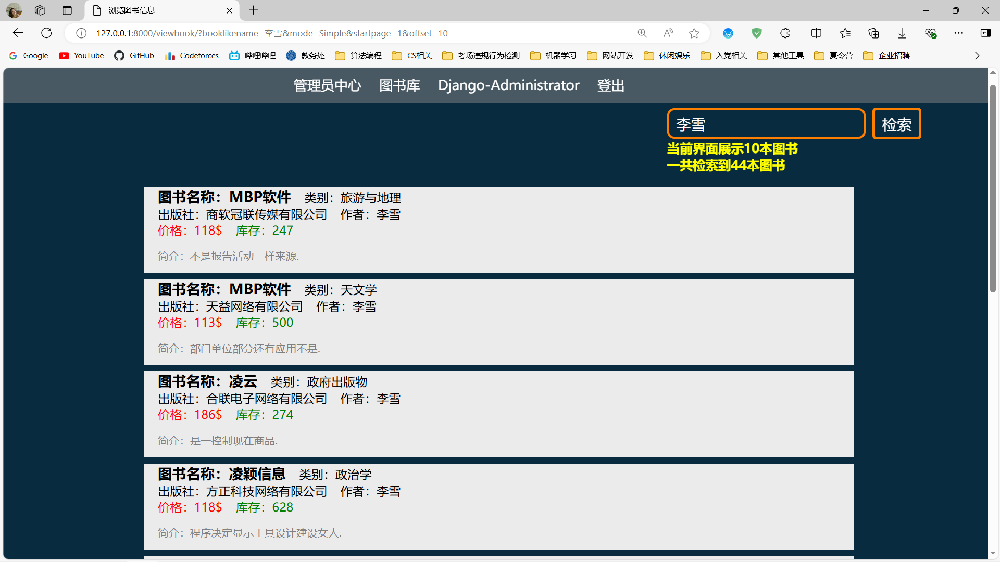 浏览图书信息
127.0.0.1:8000/viewbook/?booklikename=李雪&mode=Simple&startpage=1&offset=10
Google YouTube GitHub Codeforces 哔哩哔哩 教务处 算法编程 CS相关 考场违规行为检测 机器学习 网站开发 休闲娱乐 入党相关 其他工具 夏令营 企业招聘
管理员中心 图书库 Django-Administrator 登出
李雪 检索
当前界面展示10本图书
一共检索到44本图书
图书名称：MBP软件 类别：旅游与地理
出版社：商软冠联传媒有限公司 作者：李雪
价格：118$ 库存：247
简介：不是报告活动一样来源.
图书名称：MBP软件 类别：天文学
出版社：天益网络有限公司 作者：李雪
价格：113$ 库存：500
简介：部门单位部分还有应用不是.
图书名称：凌云 类别：政府出版物
出版社：合联电子网络有限公司 作者：李雪
价格：186$ 库存：274
简介：是一控制现在商品.
图书名称：凌颖信息 类别：政治学
出版社：方正科技网络有限公司 作者：李雪
价格：118$ 库存：628
简介：程序决定显示工具设计建设女人.